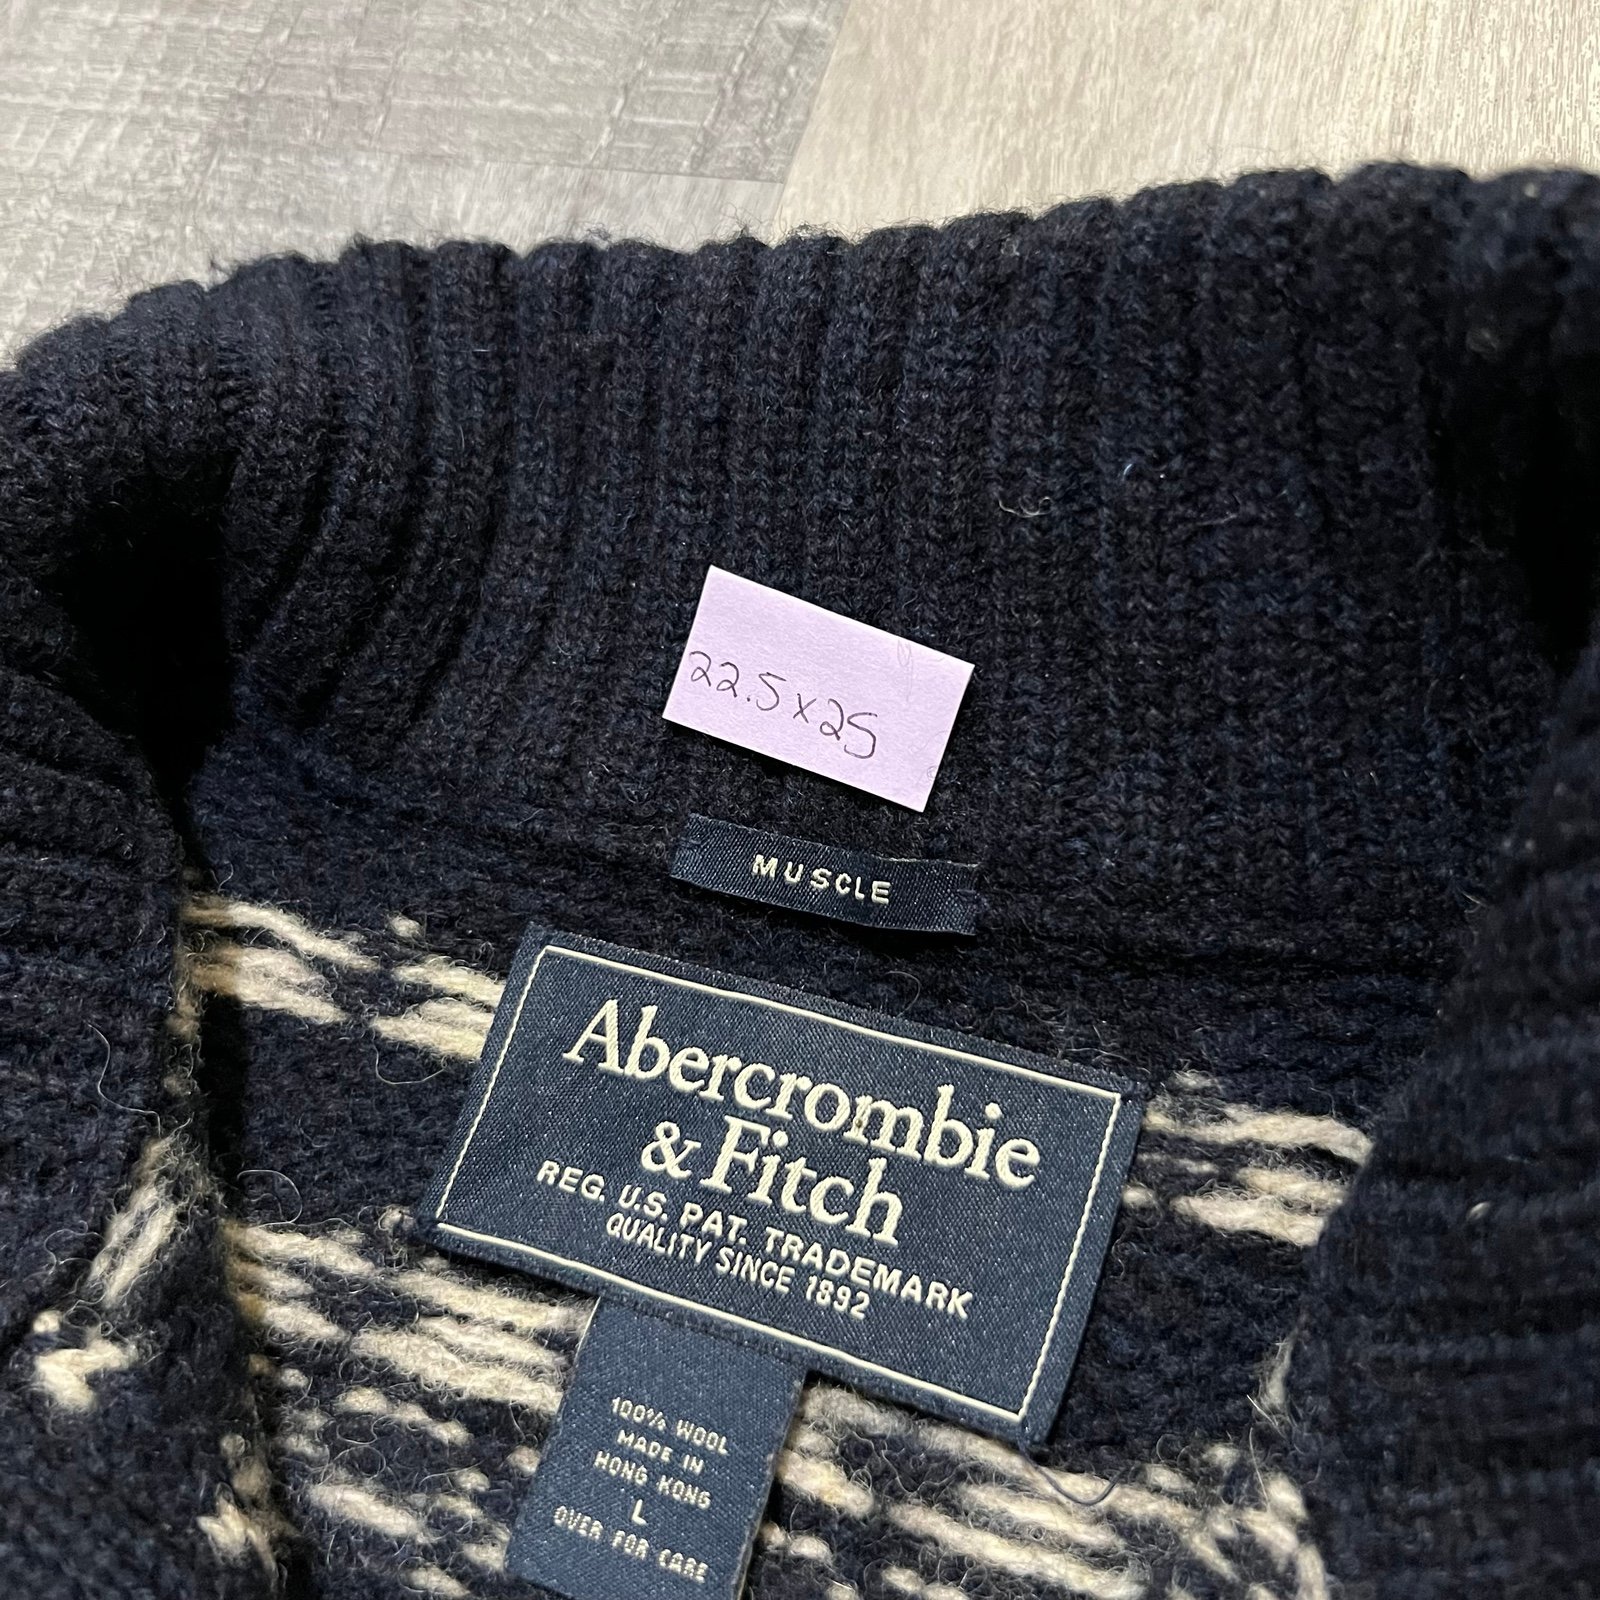 22.5x25
MUSCLE
Abercrombie
& Fitch
REG. U.S. PAT. TRADEMARK
QUALITY SINCE 1892
100% WOOL
MADE IN
HONG KONG
L
OVER FOR CARE